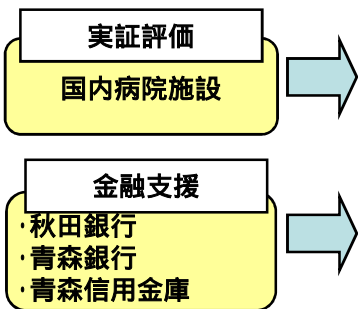 実証評価
国内病院施設
金融支援
·秋田銀行
·青森銀行
·青森信用金庫